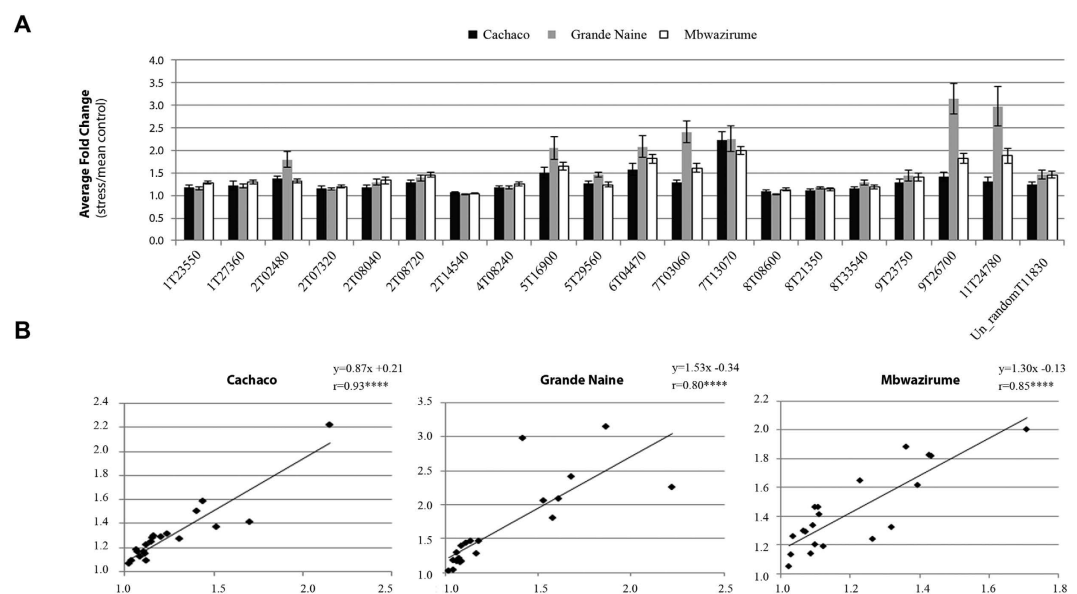 A
Cachaco Grande Naine Mbwazirume
Average Fold Change
(stress/mean control)
4.0
3.5
3.0
2.5
2.0
1.5
1.0
0.5
0.0
1T23550 1T27360 2T02480 2T07320 2T08040 2T08720 2T14540 4T08240 5T16900 5T29560 6T04470 7T03060 7T13070 8T08600 8T21350 8T33540 9T23750 9T26700 11T24780 Un_randomT11830
B
Cachaco
y=0.87x +0.21
r=0.93****
2.4
2.2
2.0
1.8
1.6
1.4
1.2
1.0
1.0 1.5 2.0 2.5
Grande Naine
y=1.53x -0.34
r=0.80****
3.5
3.0
2.5
2.0
1.5
1.0
1.0 1.5 2.0 2.5
Mbwazirume
y=1.30x -0.13
r=0.85****
2.2
2.0
1.8
1.6
1.4
1.2
1.0
1.0 1.2 1.4 1.6 1.8